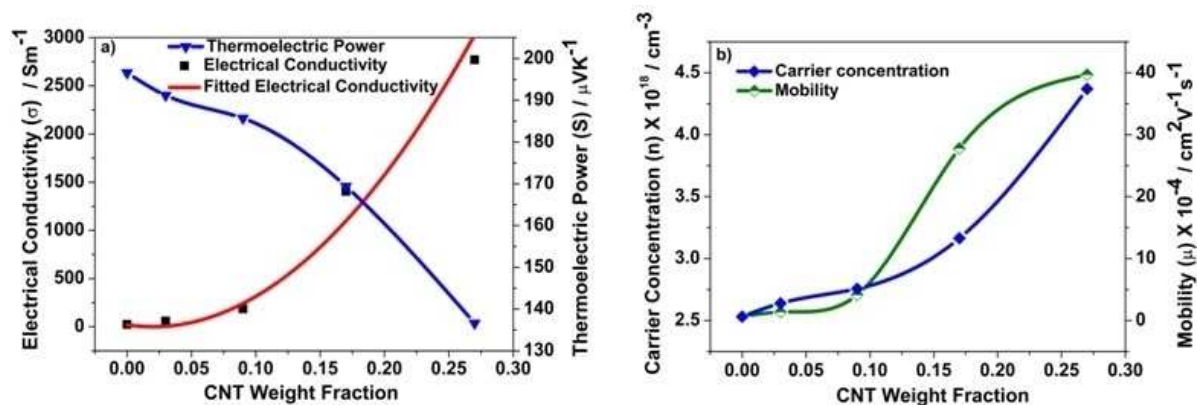 a)
Thermoelectric Power
Electrical Conductivity
Fitted Electrical Conductivity
Electrical Conductivity (σ) / Sm⁻¹
3000
2500
2000
1500
1000
500
0
Thermoelectric Power (S) / μVK⁻¹
200
190
180
170
160
150
140
130
0.00 0.05 0.10 0.15 0.20 0.25 0.30
CNT Weight Fraction
b)
Carrier concentration
Mobility
Carrier Concentration (n) X 10¹⁸ / cm⁻³
4.5
4.0
3.5
3.0
2.5
Mobility (μ) X 10⁻⁴ / cm²V⁻¹s⁻¹
40
30
20
10
0
0.00 0.05 0.10 0.15 0.20 0.25 0.30
CNT Weight Fraction